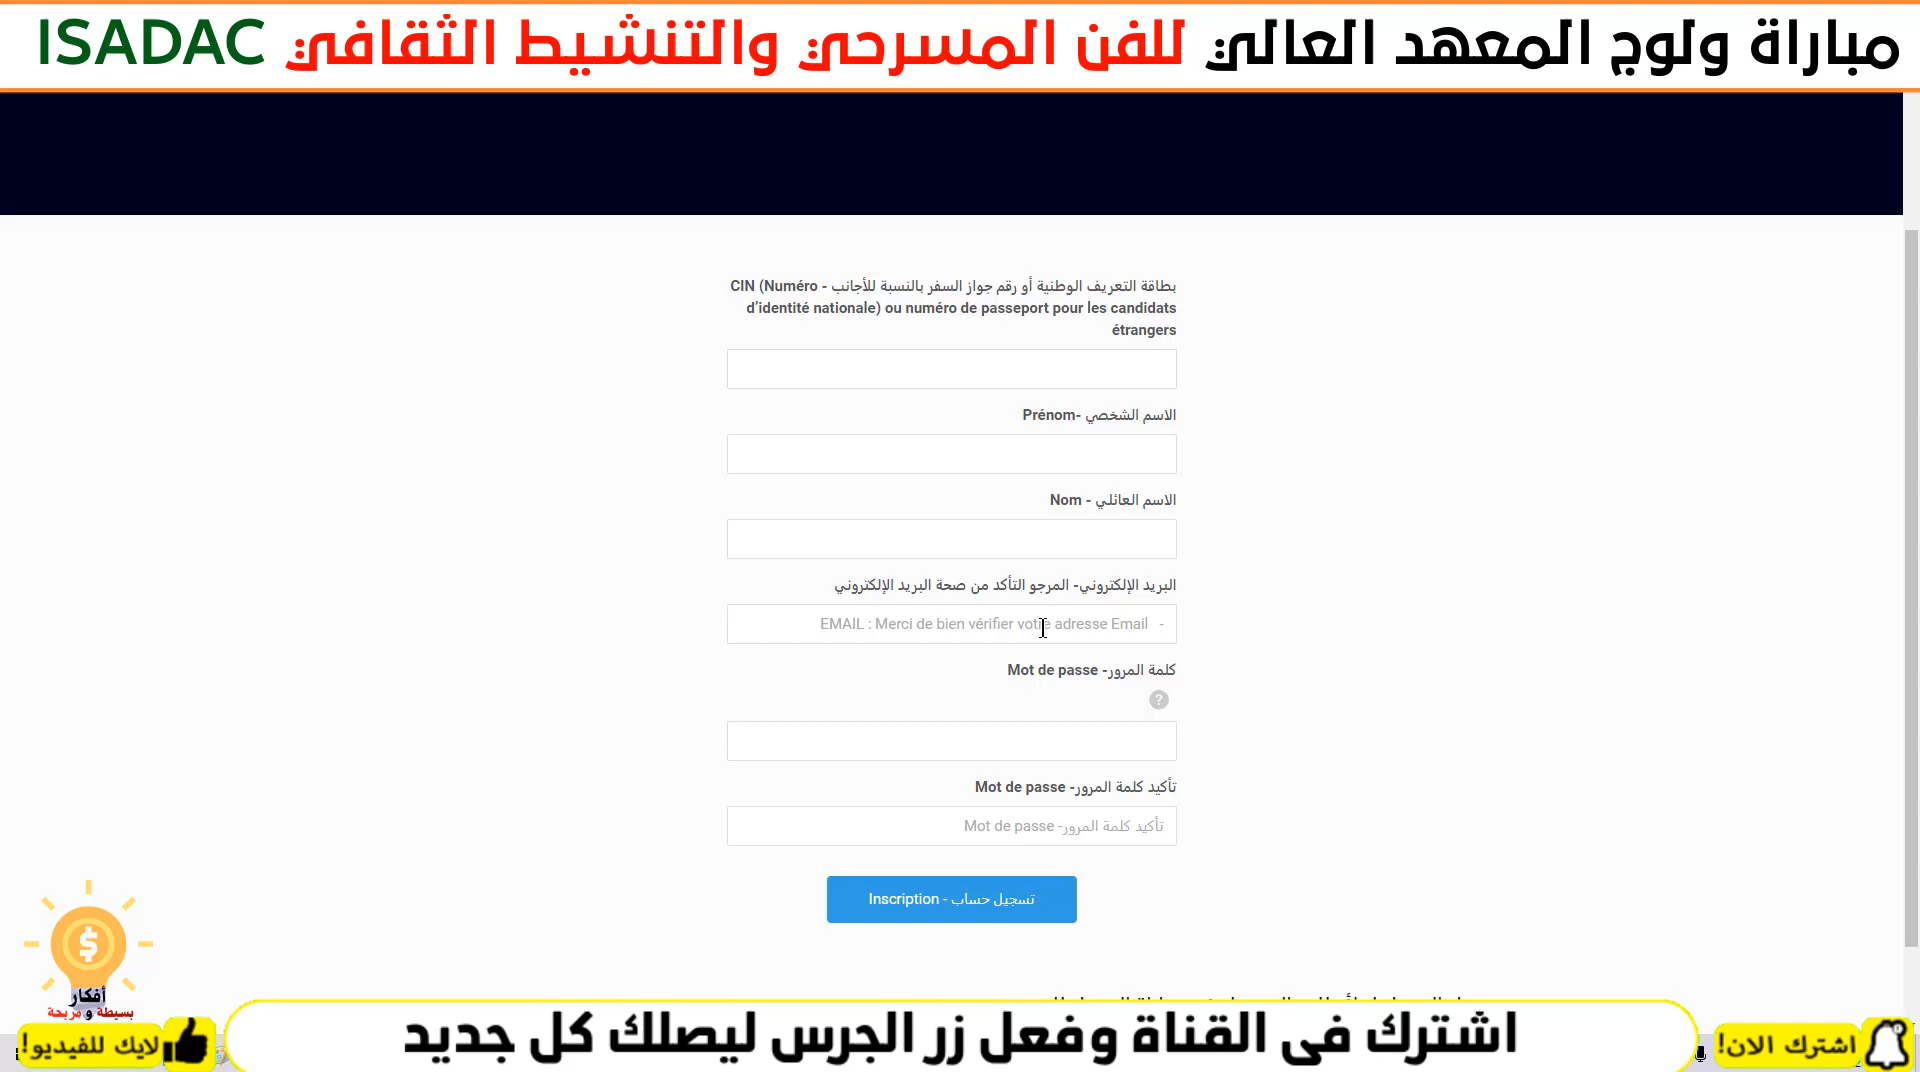 مباراة ولوج المعهد العالي للفن المسرحي والتنشيط الثقافي ISADAC
بطاقة التعريف الوطنية أو رقم جواز السفر بالنسبة للأجانب - CIN (Numéro
d’identité nationale) ou numéro de passeport pour les candidats
étrangers
الاسم الشخصي -Prénom
الاسم العائلي - Nom
البريد الإلكتروني- المرجو التأكد من صحة البريد الإلكتروني
- EMAIL : Merci de bien vérifier votre adresse Email
كلمة المرور- Mot de passe
?
تأكيد كلمة المرور- Mot de passe
تأكيد كلمة المرور- Mot de passe
تسجيل حساب - Inscription
$
أفكار
بسيطة و مربحة
اشترك فى القناة وفعل زر الجرس ليصلك كل جديد
لايك للفيديو!
اشترك الان!